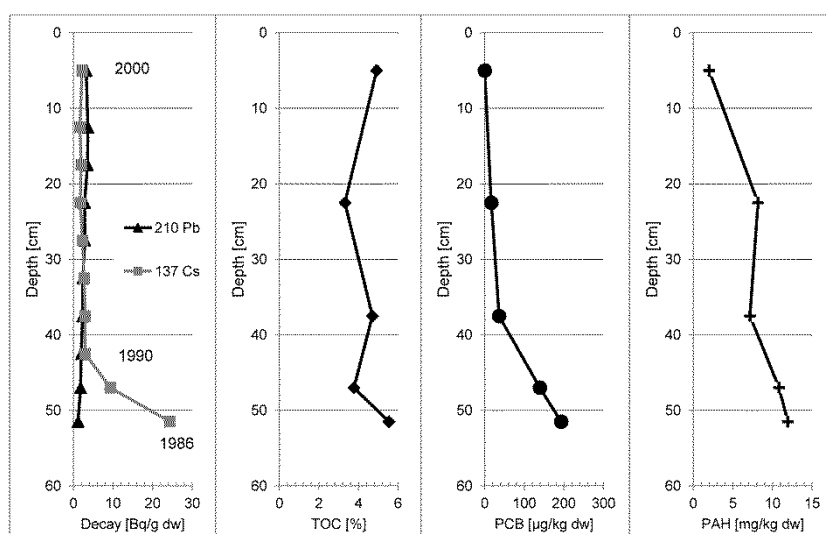 0
10
20
30
40
50
60
Depth [cm]
2000
210 Pb
137 Cs
1990
1986
0 10 20 30
Decay [Bq/g dw]
0
10
20
30
40
50
60
Depth [cm]
0 2 4 6
TOC [%]
0
10
20
30
40
50
60
Depth [cm]
0 100 200 300
PCB [µg/kg dw]
0
10
20
30
40
50
60
Depth [cm]
0 5 10 15
PAH [mg/kg dw]